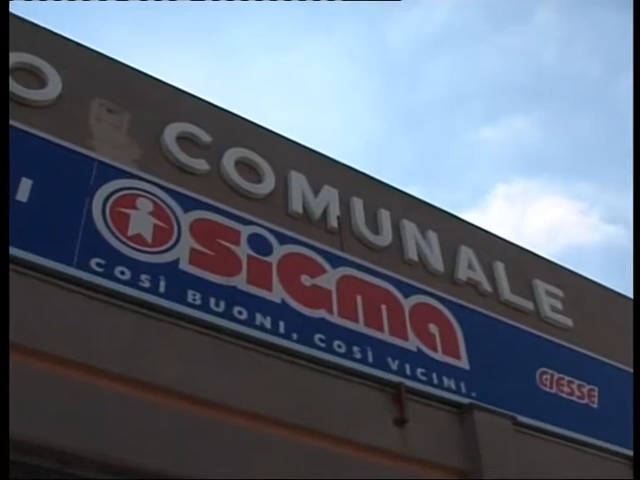 O COMUNALE
I
sigma
COSÌ BUONI, COSÌ VICINI.
CIESSE